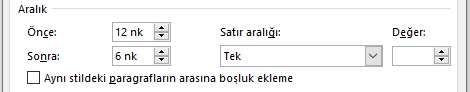 Aralık
Önce: 12 nk Satır aralığı: Değer:
Sonra: 6 nk Tek
Aynı stildeki paragrafların arasına boşluk ekleme